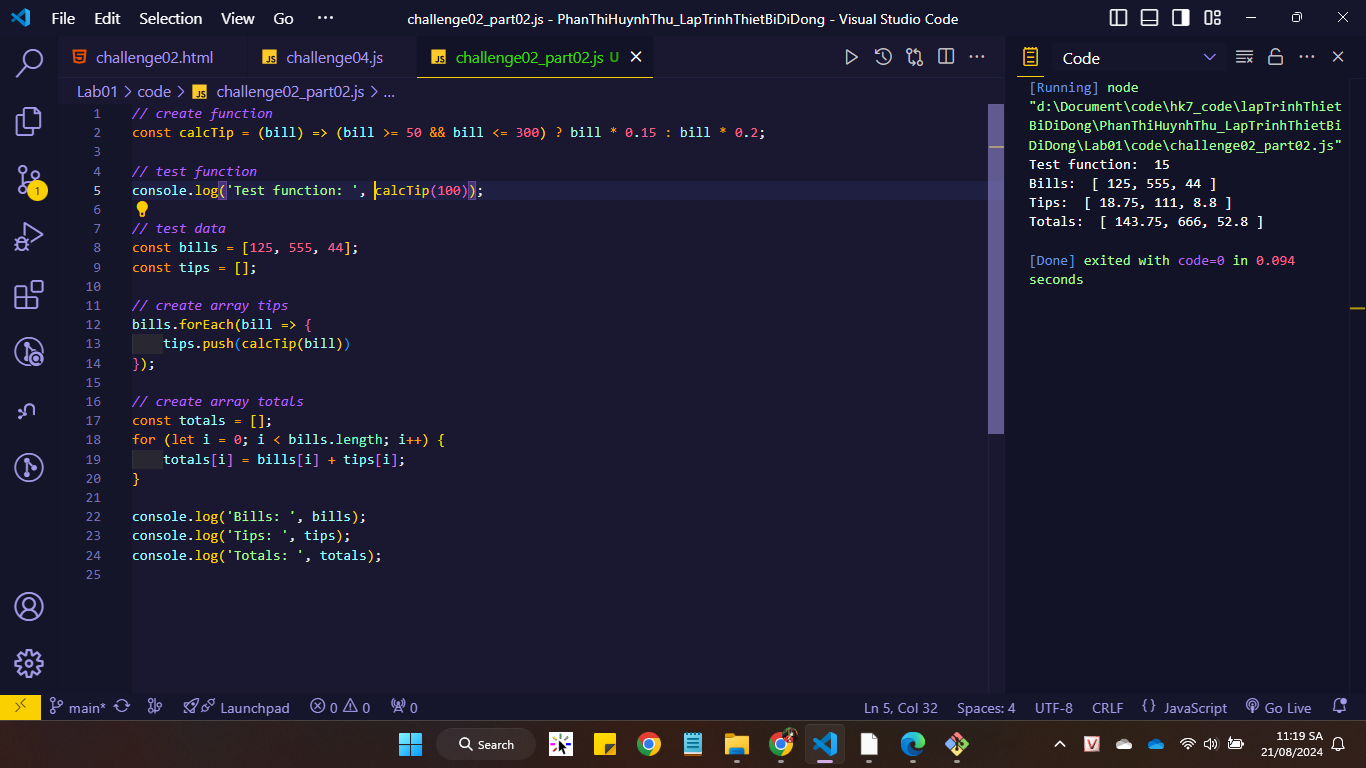 File Edit Selection View Go ··· challenge02_part02.js - PhanThiHuynhThu_LapTrinhThietBiDiDong - Visual Studio Code
challenge02.html challenge04.js challenge02_part02.js U
Lab01 > code > challenge02_part02.js > ...
1 // create function
2 const calcTip = (bill) => (bill >= 50 && bill <= 300) ? bill * 0.15 : bill * 0.2;
3
4 // test function
5 console.log('Test function: ', calcTip(100));
6
7 // test data
8 const bills = [125, 555, 44];
9 const tips = [];
10
11 // create array tips
12 bills.forEach(bill => {
13     tips.push(calcTip(bill))
14 });
15
16 // create array totals
17 const totals = [];
18 for (let i = 0; i < bills.length; i++) {
19     totals[i] = bills[i] + tips[i];
20 }
21
22 console.log('Bills: ', bills);
23 console.log('Tips: ', tips);
24 console.log('Totals: ', totals);
25
Code
[Running] node
"d:\Document\code\hk7_code\lapTrinhThiet
BiDiDong\PhanThiHuynhThu_LapTrinhThietBi
DiDong\Lab01\code\challenge02_part02.js"
Test function:  15
Bills:  [ 125, 555, 44 ]
Tips:  [ 18.75, 111, 8.8 ]
Totals:  [ 143.75, 666, 52.8 ]
[Done] exited with code=0 in 0.094
seconds
1
main* Launchpad 0 0 0 Ln 5, Col 32 Spaces: 4 UTF-8 CRLF {} JavaScript Go Live
Search
V
11:19 SA
21/08/2024